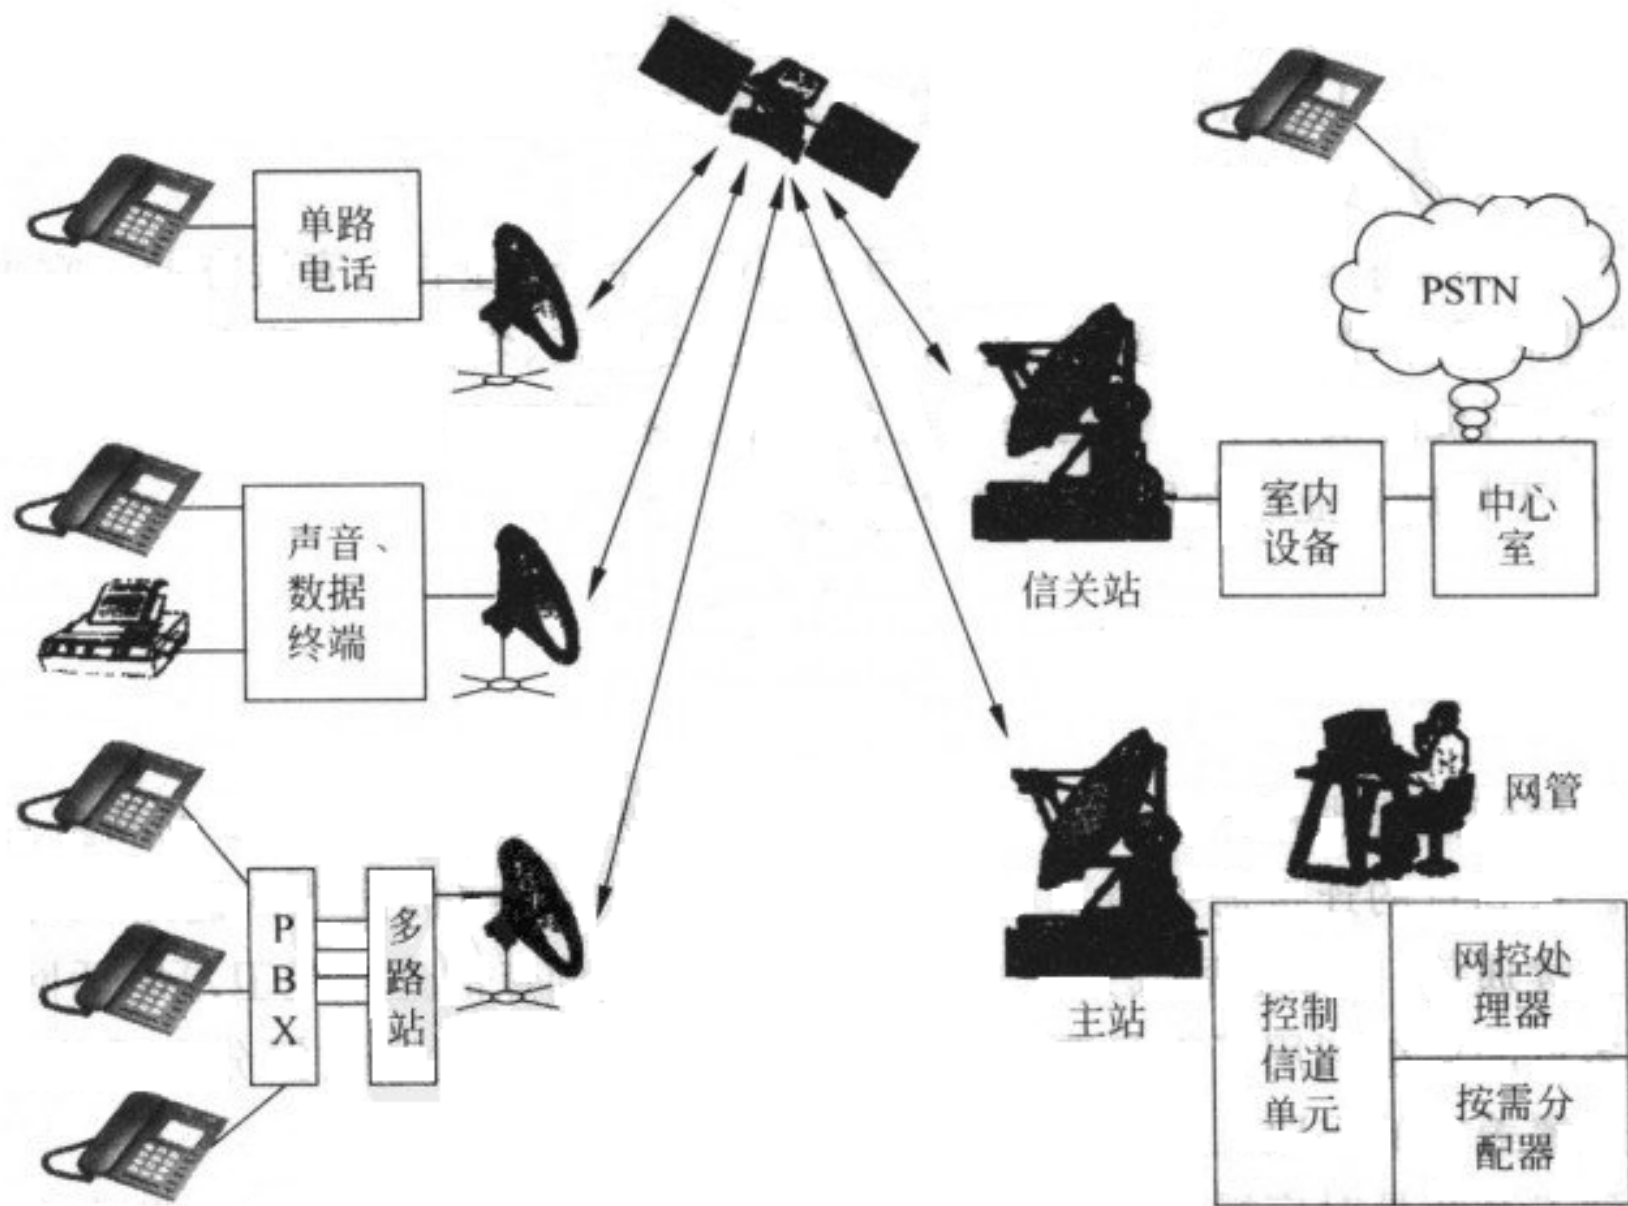 单路
电话
PSTN
声音、
数据
终端
室内
设备
中心
室
信关站
网管
P
B
X
多
路
站
主站
控制
信道
单元
网控处
理器
按需分
配器